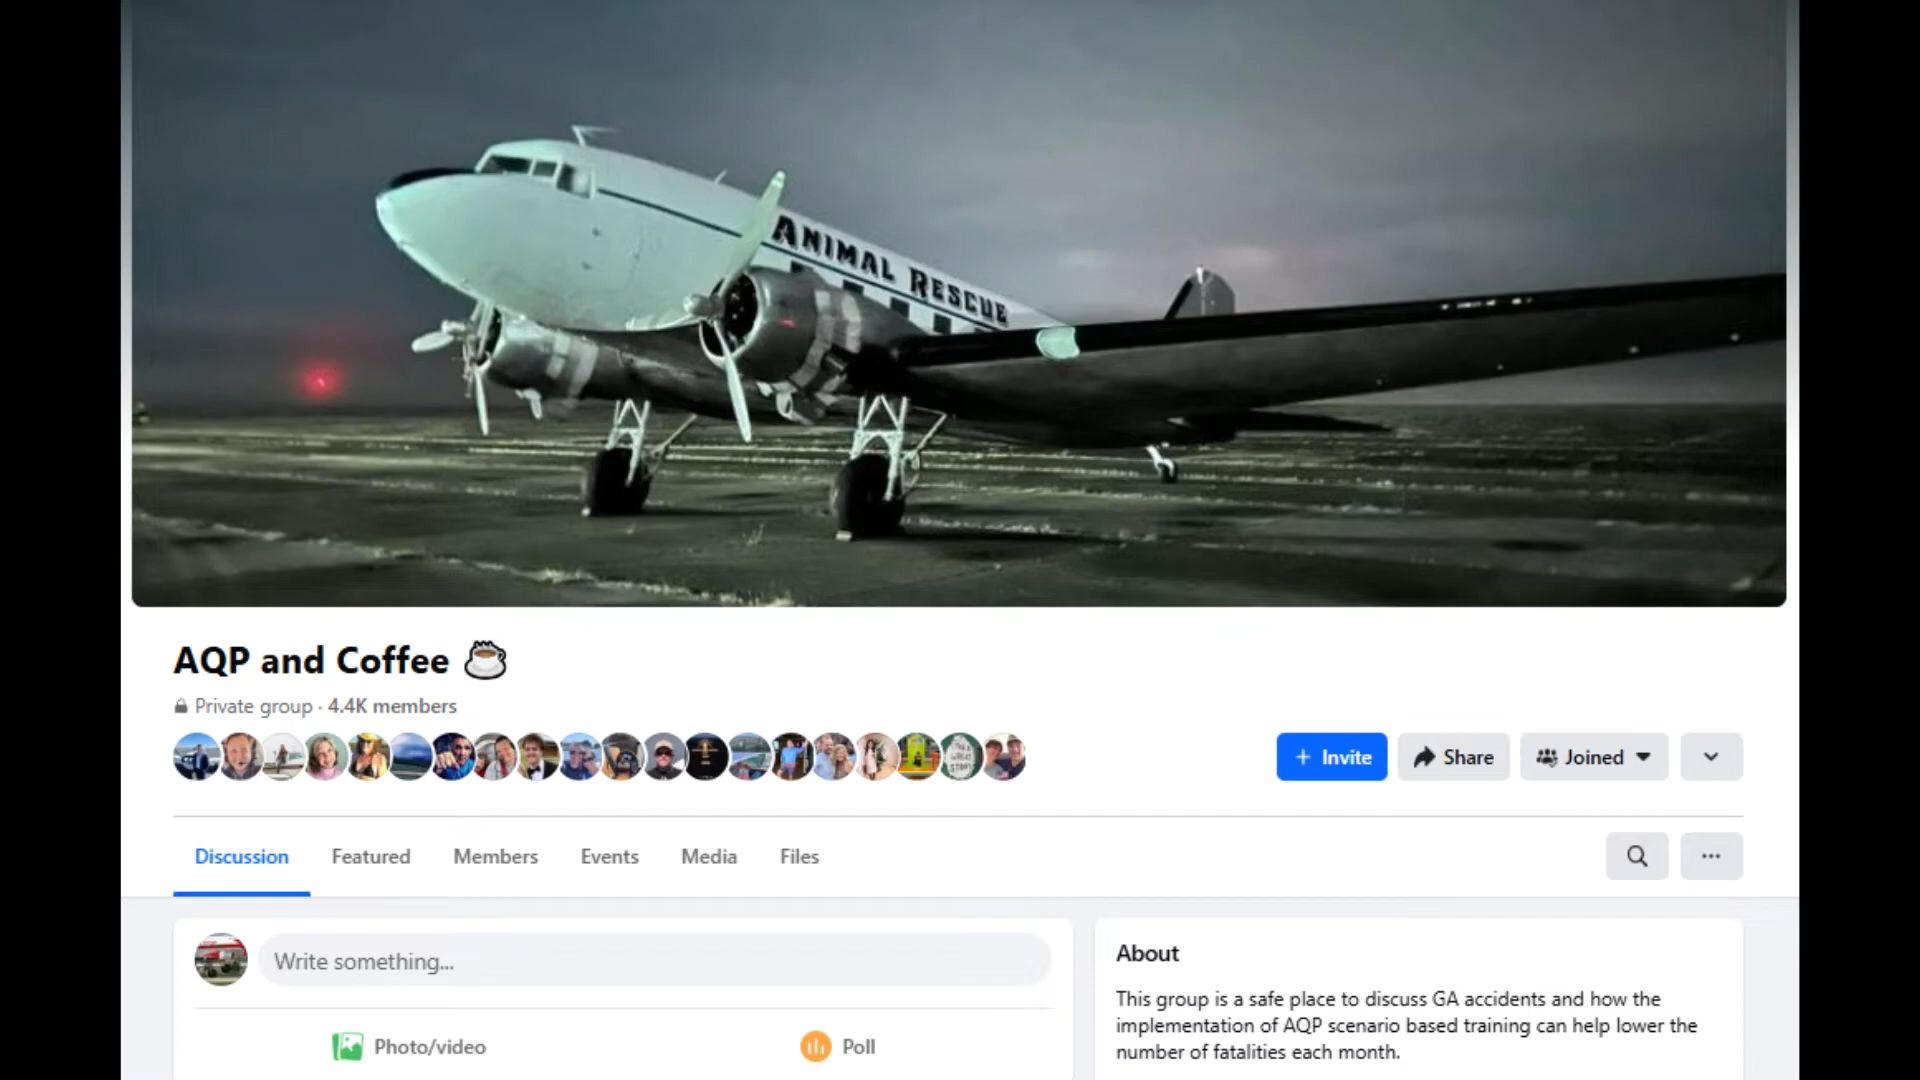 ANIMAL RESCUE
AQP and Coffee
Private group · 4.4K members
+ Invite
Share
Joined
Discussion
Featured
Members
Events
Media
Files
Write something...
Photo/video
Poll
About
This group is a safe place to discuss GA accidents and how the
implementation of AQP scenario based training can help lower the
number of fatalities each month.